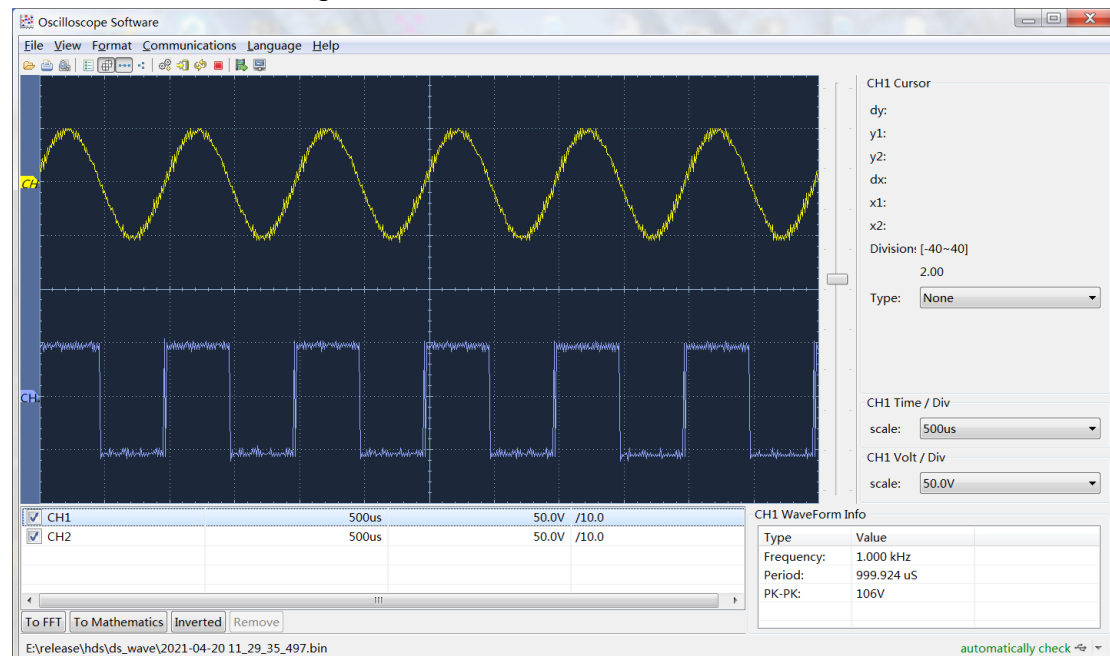 Oscilloscope Software
File View Format Communications Language Help
CH1 Cursor
dy:
y1:
y2:
dx:
x1:
x2:
Division: [-40~40]
2.00
Type: None
CH
CH
CH1 Time / Div
scale: 500us
CH1 Volt / Div
scale: 50.0V
CH1 500us 50.0V /10.0
CH2 500us 50.0V /10.0
CH1 WaveForm Info
Type Value
Frequency: 1.000 kHz
Period: 999.924 uS
PK-PK: 106V
To FFT To Mathematics Inverted Remove
E:\release\hds\ds_wave\2021-04-20 11_29_35_497.bin
automatically check